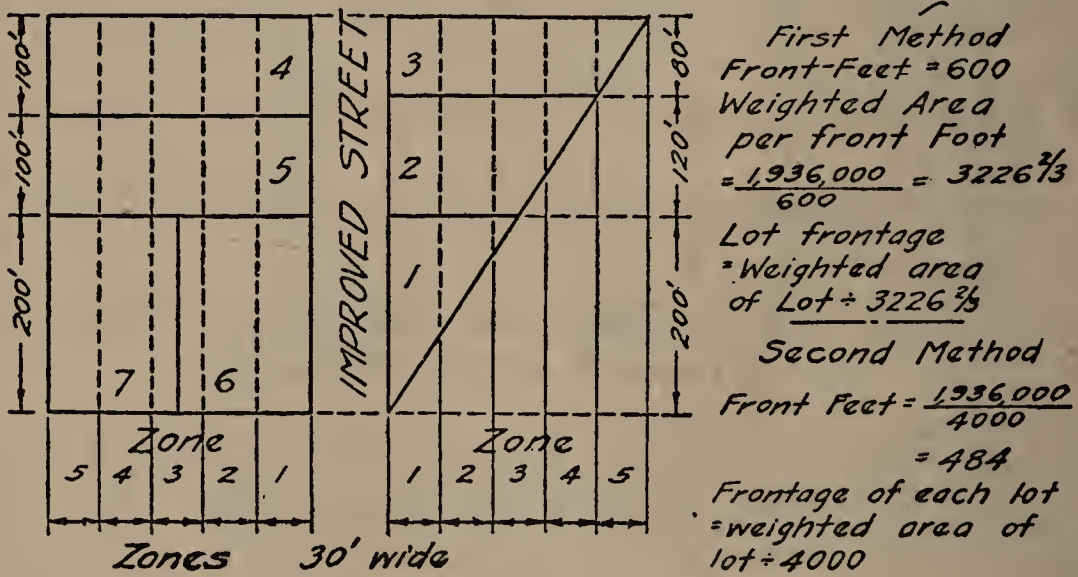 100'
100'
200'
4
5
7
6
IMPROVED STREET
3
2
1
80'
120'
200'
Zone
5 4 3 2 1
Zone
1 2 3 4 5
Zones 30' wide
First Method
Front-Feet = 600
Weighted Area
per front Foot
= 1,936,000 / 600 = 3226 2/3
Lot frontage
= Weighted area
of Lot ÷ 3226 2/3
Second Method
Front Feet = 1,936,000 / 4000
= 484
Frontage of each lot
= weighted area of
lot ÷ 4000